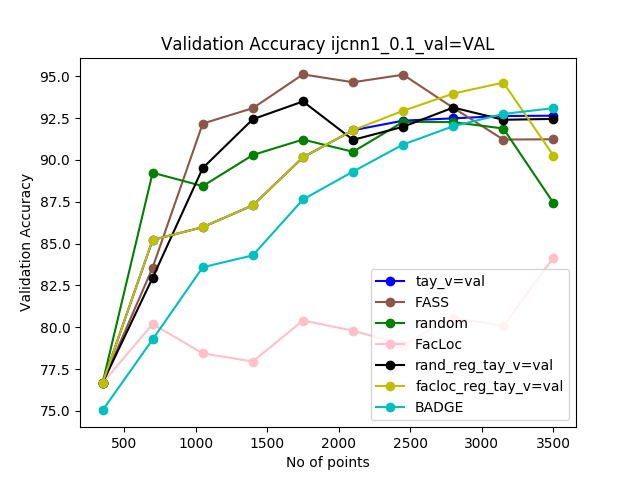 Validation Accuracy ijcnn1_0.1_val=VAL
95.0
92.5
90.0
87.5
85.0
82.5
80.0
77.5
75.0
Validation Accuracy
500
1000
1500
2000
2500
3000
3500
No of points
tay_v=val
FASS
random
FacLoc
rand_reg_tay_v=val
facloc_reg_tay_v=val
BADGE